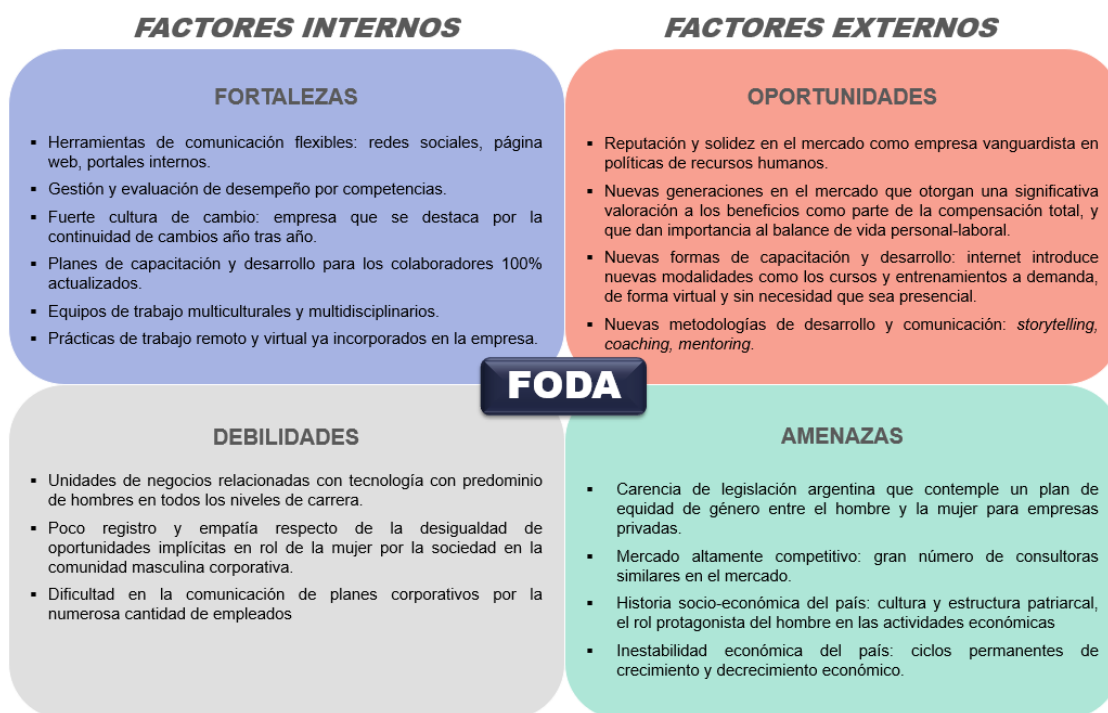 FACTORES INTERNOS
FACTORES EXTERNOS
FORTALEZAS
▪ Herramientas de comunicación flexibles: redes sociales, página
web, portales internos.
▪ Gestión y evaluación de desempeño por competencias.
▪ Fuerte cultura de cambio: empresa que se destaca por la
continuidad de cambios año tras año.
▪ Planes de capacitación y desarrollo para los colaboradores 100%
actualizados.
▪ Equipos de trabajo multiculturales y multidisciplinarios.
▪ Prácticas de trabajo remoto y virtual ya incorporados en la empresa.
OPORTUNIDADES
▪ Reputación y solidez en el mercado como empresa vanguardista en
políticas de recursos humanos.
▪ Nuevas generaciones en el mercado que otorgan una significativa
valoración a los beneficios como parte de la compensación total, y
que dan importancia al balance de vida personal-laboral.
▪ Nuevas formas de capacitación y desarrollo: internet introduce
nuevas modalidades como los cursos y entrenamientos a demanda,
de forma virtual y sin necesidad que sea presencial.
▪ Nuevas metodologías de desarrollo y comunicación: storytelling,
coaching, mentoring.
FODA
DEBILIDADES
▪ Unidades de negocios relacionadas con tecnología con predominio
de hombres en todos los niveles de carrera.
▪ Poco registro y empatía respecto de la desigualdad de
oportunidades implícitas en rol de la mujer por la sociedad en la
comunidad masculina corporativa.
▪ Dificultad en la comunicación de planes corporativos por la
numerosa cantidad de empleados
AMENAZAS
▪ Carencia de legislación argentina que contemple un plan de
equidad de género entre el hombre y la mujer para empresas
privadas.
▪ Mercado altamente competitivo: gran número de consultoras
similares en el mercado.
▪ Historia socio-económica del país: cultura y estructura patriarcal,
el rol protagonista del hombre en las actividades económicas
▪ Inestabilidad económica del país: ciclos permanentes de
crecimiento y decrecimiento económico.